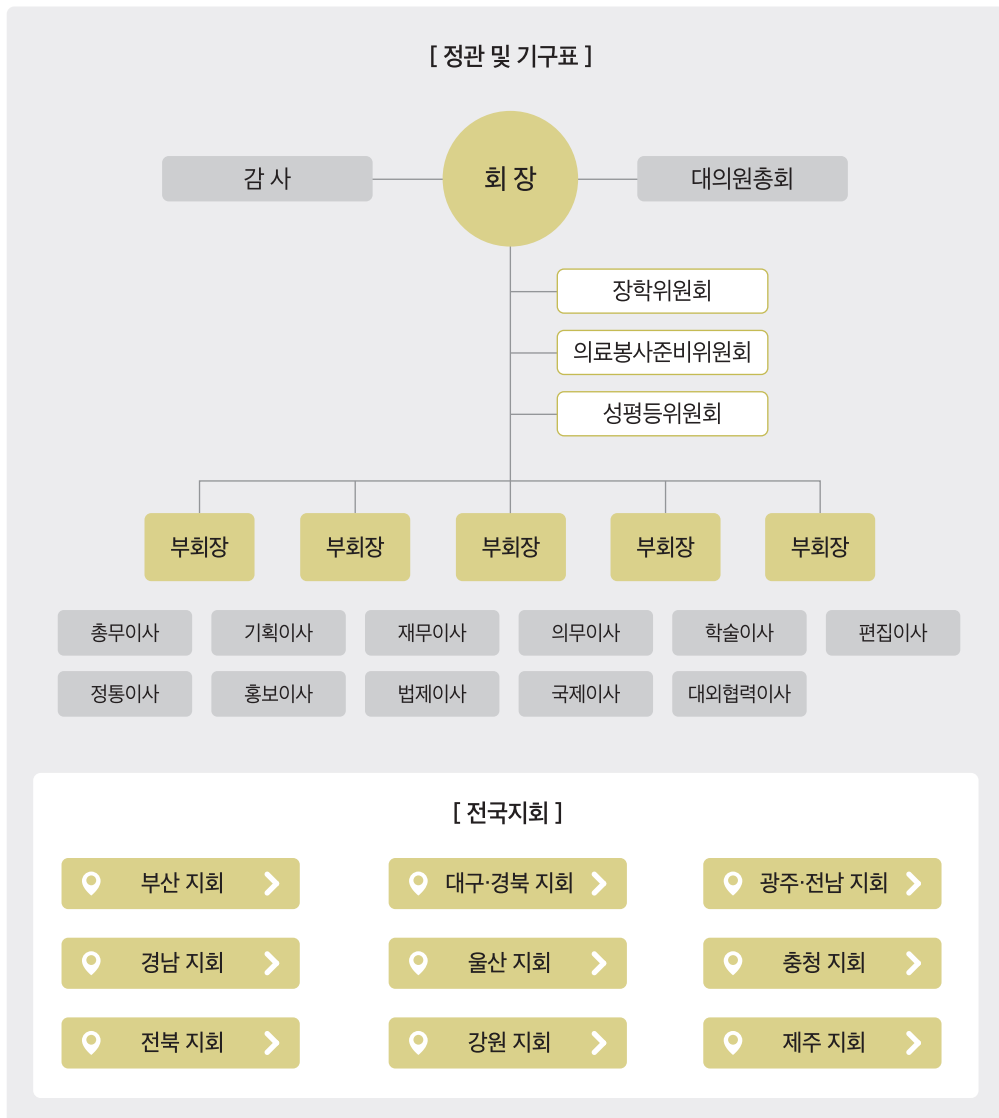 [ 정관 및 기구표 ]
감 사
회 장
대의원총회
장학위원회
의료봉사준비위원회
성평등위원회
부회장
부회장
부회장
부회장
부회장
총무이사
기획이사
재무이사
의무이사
학술이사
편집이사
정통이사
홍보이사
법제이사
국제이사
대외협력이사
[ 전국지회 ]
부산 지회
대구·경북 지회
광주·전남 지회
경남 지회
울산 지회
충청 지회
전북 지회
강원 지회
제주 지회